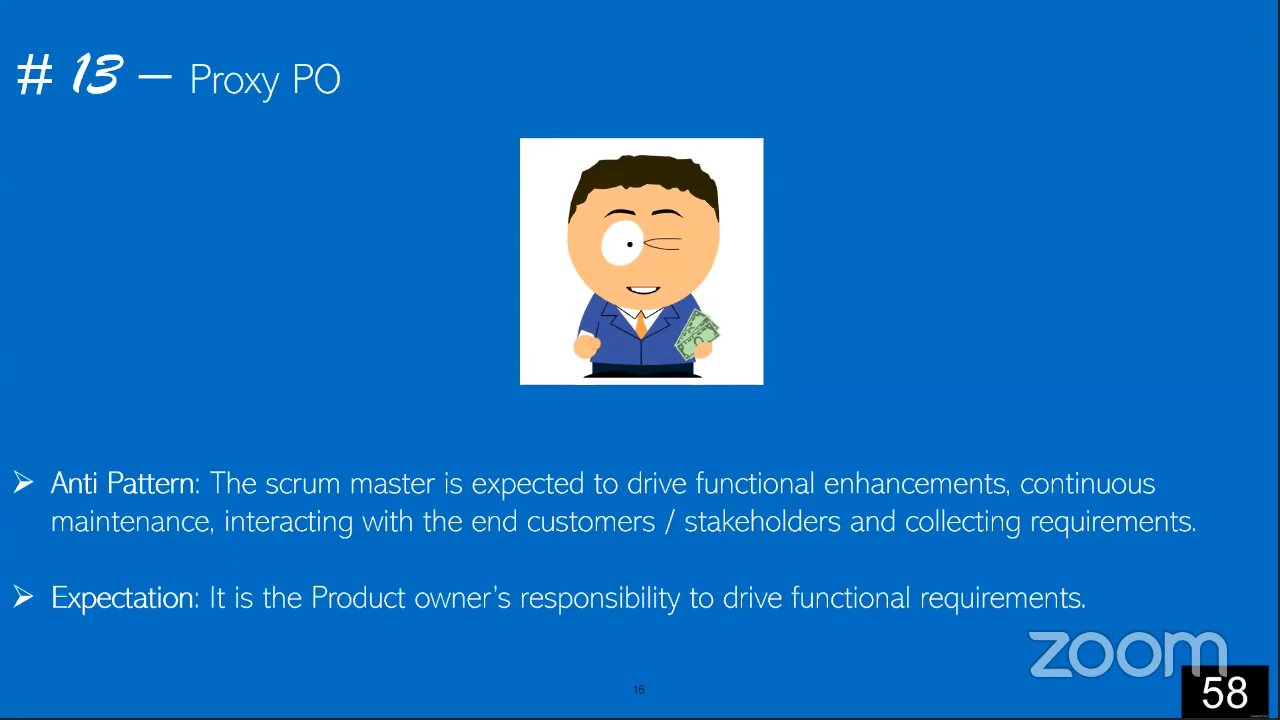 # 13 – Proxy PO
➢ Anti Pattern: The scrum master is expected to drive functional enhancements, continuous
maintenance, interacting with the end customers / stakeholders and collecting requirements.
➢ Expectation: It is the Product owner's responsibility to drive functional requirements.
zoom
58
16